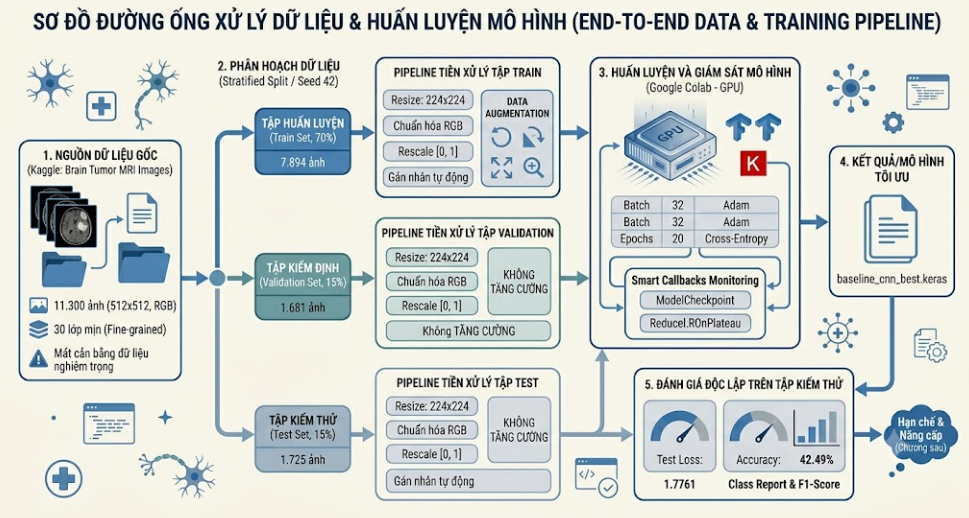 SƠ ĐỒ ĐƯỜNG ỐNG XỬ LÝ DỮ LIỆU & HUẤN LUYỆN MÔ HÌNH (END-TO-END DATA & TRAINING PIPELINE)
1. NGUỒN DỮ LIỆU GỐC
(Kaggle: Brain Tumor MRI Images)
11.300 ảnh (512x512, RGB)
30 lớp mịn (Fine-grained)
Mất cân bằng dữ liệu
nghiêm trọng
2. PHÂN HOẠCH DỮ LIỆU
(Stratified Split / Seed 42)
TẬP HUẤN LUYỆN
(Train Set, 70%)
7.894 ảnh
TẬP KIỂM ĐỊNH
(Validation Set, 15%)
1.681 ảnh
TẬP KIỂM THỬ
(Test Set, 15%)
1.725 ảnh
PIPELINE TIỀN XỬ LÝ TẬP TRAIN
Resize: 224x224
Chuẩn hóa RGB
Rescale [0, 1]
Gán nhãn tự động
DATA
AUGMENTATION
PIPELINE TIỀN XỬ LÝ TẬP VALIDATION
Resize: 224x224
Chuẩn hóa RGB
Rescale [0, 1]
KHÔNG
TĂNG CƯỜNG
Không TĂNG CƯỜNG
PIPELINE TIỀN XỬ LÝ TẬP TEST
Resize: 224x224
Chuẩn hóa RGB
Rescale [0, 1]
KHÔNG
TĂNG CƯỜNG
Gán nhãn tự động
3. HUẤN LUYỆN VÀ GIÁM SÁT MÔ HÌNH
(Google Colab - GPU)
GPU
K
Batch 32 Adam
Batch 32 Adam
Epochs 20 Cross-Entropy
Smart Callbacks Monitoring
ModelCheckpoint
Reducel.ROnPlateau
4. KẾT QUẢ/MÔ HÌNH
TỐI ƯU
baseline_cnn_best.keras
5. ĐÁNH GIÁ ĐỘC LẬP TRÊN TẬP KIỂM THỬ
Test Loss:
1.7761
Accuracy: 42.49%
Class Report & F1-Score
Hạn chế &
Nâng cấp
(Chương sau)